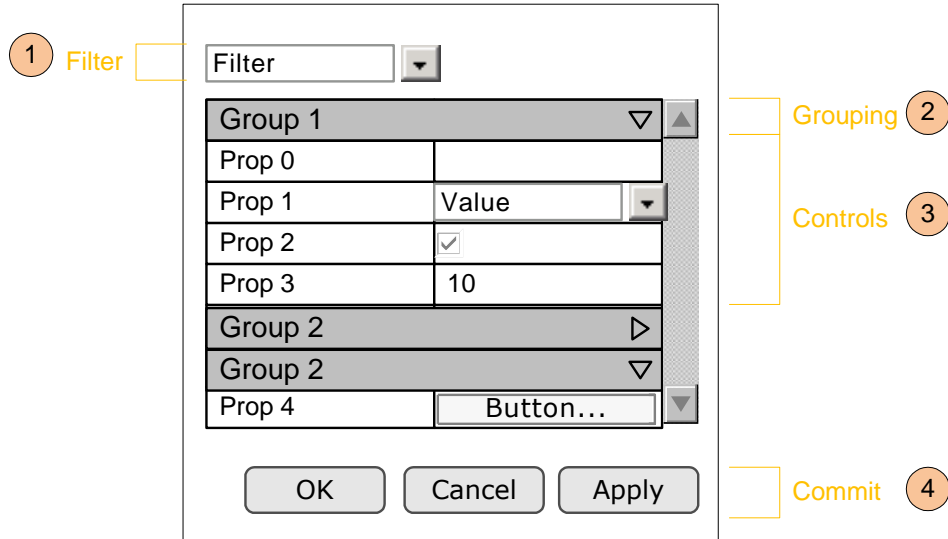 1 Filter Filter
Group 1 Grouping 2
Prop 0
Prop 1 Value Controls 3
Prop 2
Prop 3 10
Group 2
Group 2
Prop 4 Button...
OK Cancel Apply Commit 4